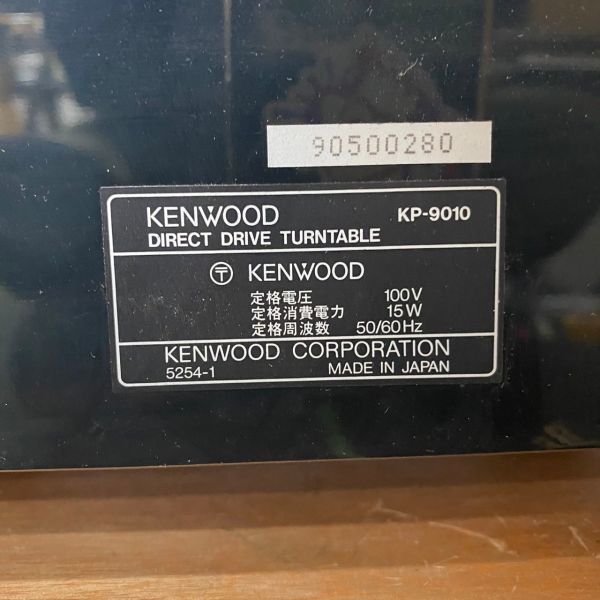 90500280
KENWOOD KP-9010
DIRECT DRIVE TURNTABLE
〒 KENWOOD
定格電圧 100V
定格消費電力 15W
定格周波数 50/60Hz
KENWOOD CORPORATION
5254-1 MADE IN JAPAN